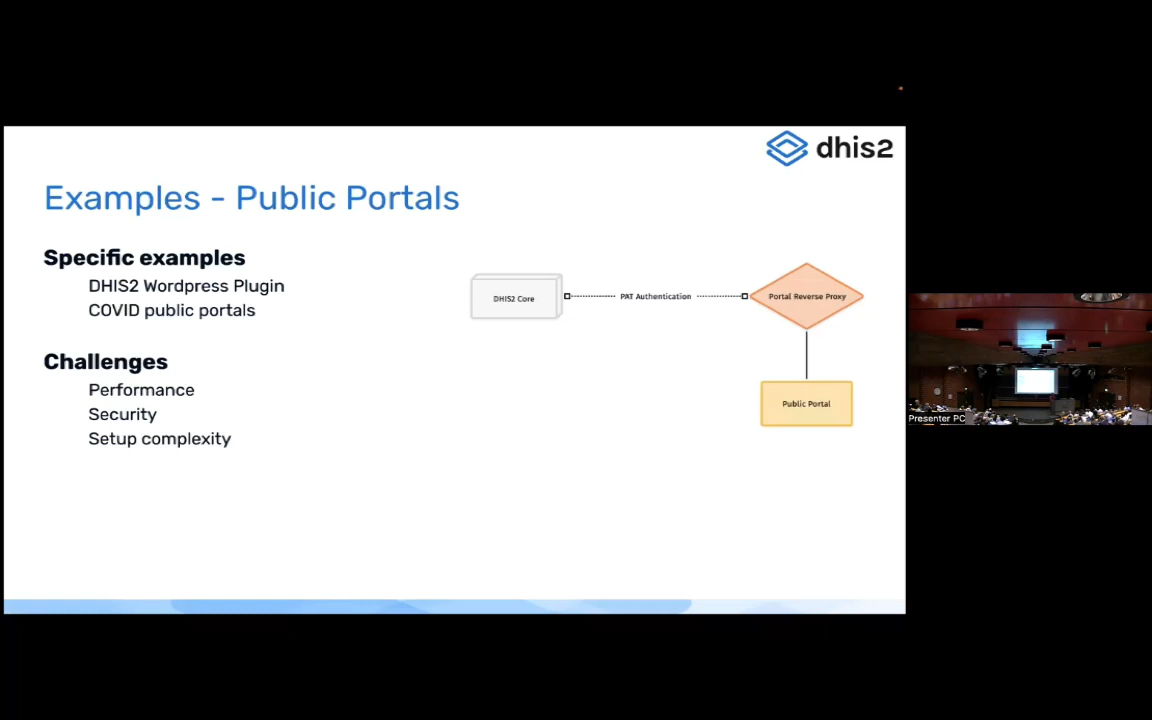 dhis2
Examples - Public Portals
Specific examples
DHIS2 Wordpress Plugin
COVID public portals
Challenges
Performance
Security
Setup complexity
DHIS2 Core
PAT Authentication
Portal Reverse Proxy
Public Portal
Presenter PC